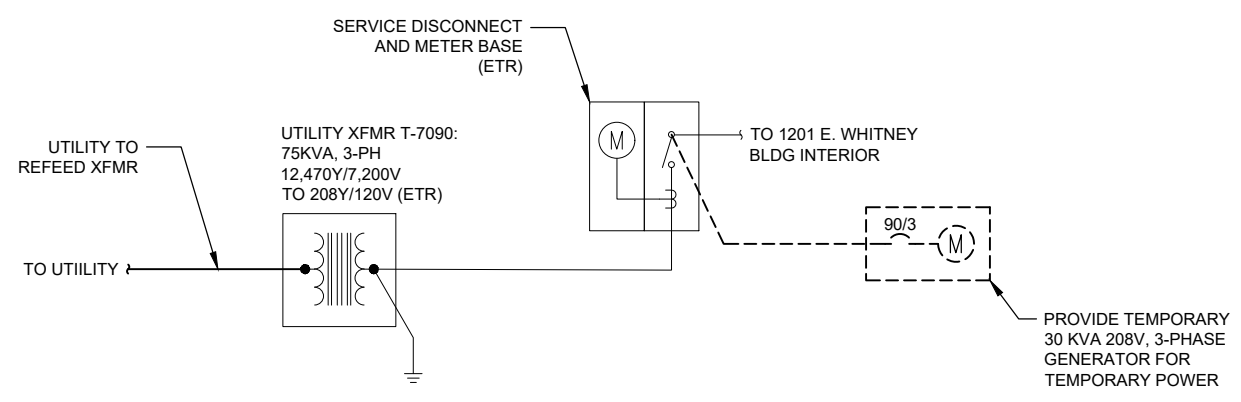 SERVICE DISCONNECT
AND METER BASE
(ETR)
UTILITY TO
REFEED XFMR
UTILITY XFMR T-7090:
75KVA, 3-PH
12,470Y/7,200V
TO 208Y/120V (ETR)
M
TO 1201 E. WHITNEY
BLDG INTERIOR
90/3
M
TO UTIILITY
PROVIDE TEMPORARY
30 KVA 208V, 3-PHASE
GENERATOR FOR
TEMPORARY POWER